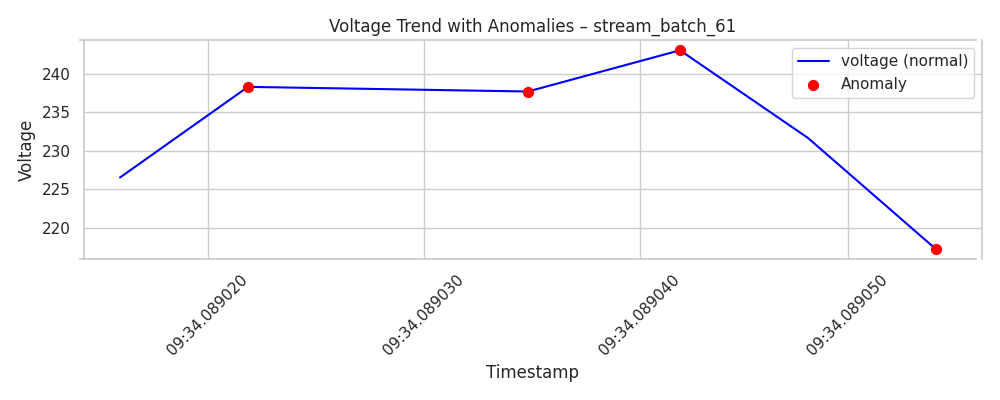 Voltage Trend with Anomalies – stream_batch_61
voltage (normal)
Anomaly
Voltage
240
235
230
225
220
09:34.089020
09:34.089030
09:34.089040
09:34.089050
Timestamp